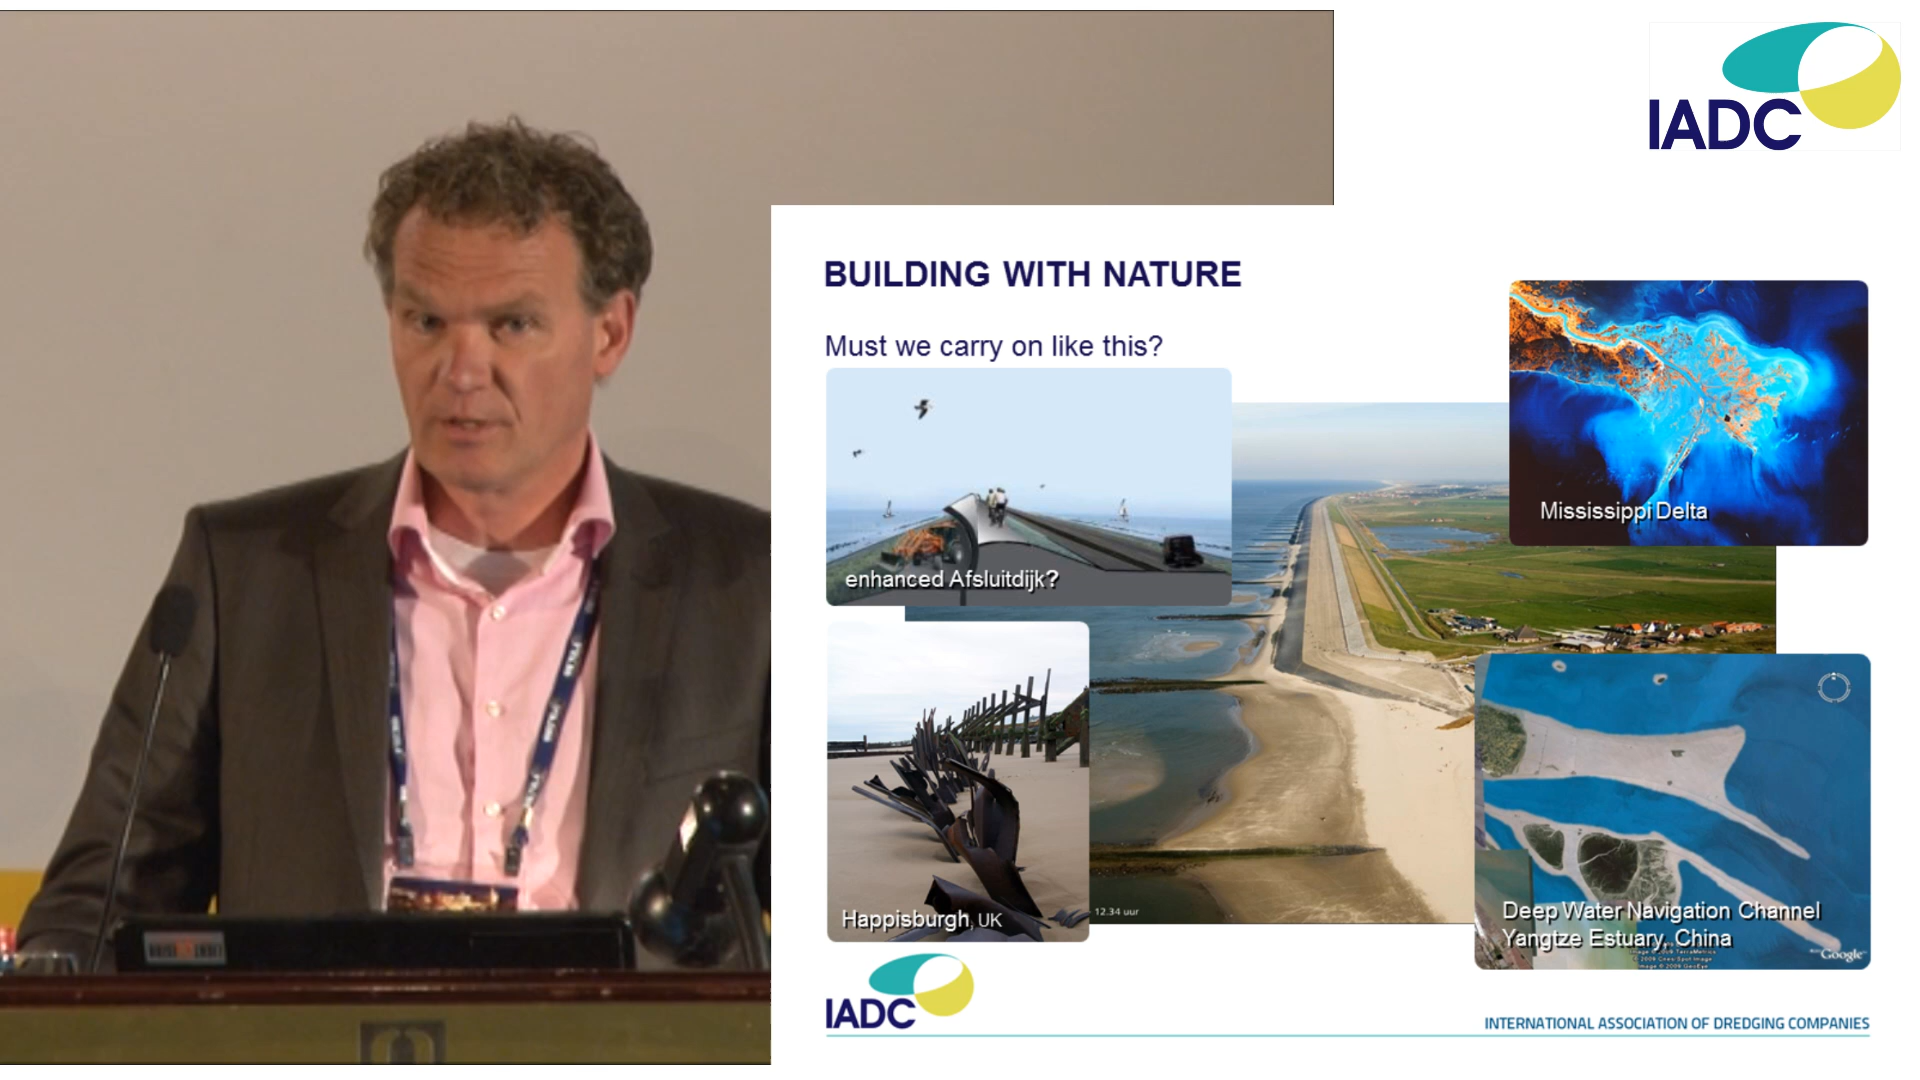 IADC
BUILDING WITH NATURE
Must we carry on like this?
Mississippi Delta
enhanced Afsluitdijk?
Happisburgh, UK
12.34 uur
Deep Water Navigation Channel
Yangtze Estuary, China
Google
IADC
INTERNATIONAL ASSOCIATION OF DREDGING COMPANIES